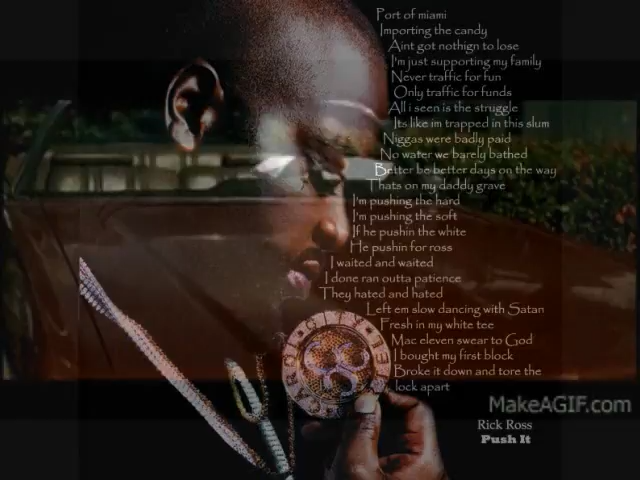 Port of miami
Importing the candy
Aint got nothign to lose
I'm just supporting my family
Never traffic for fun
Only traffic for funds
All i seen is the struggle
Its like im trapped in this slum
Niggas were badly paid
No water we barely bathed
Better be better days on the way
Thats on my daddy grave
I'm pushing the hard
I'm pushing the soft
If he pushin the white
He pushin for ross
I waited and waited
I done ran outta patience
They hated and hated
Left em slow dancing with Satan
Fresh in my white tee
Mac eleven swear to God
I bought my first block
Broke it down and tore the
lock apart
MakeAGIF.com
Rick Ross
Push It